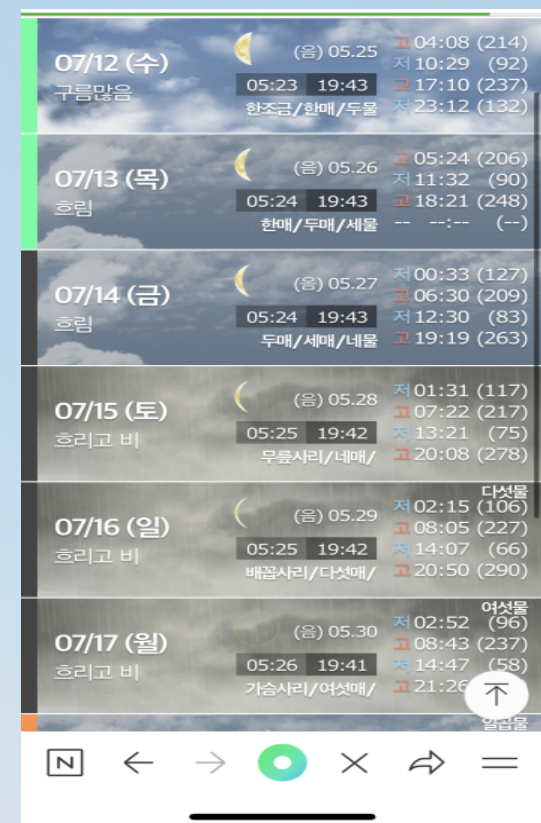 07/12 (수)
구름많음
(음) 05.25
05:23 19:43
한조금/한매/두물
고 04:08 (214)
저 10:29 (92)
고 17:10 (237)
저 23:12 (132)
07/13 (목)
흐림
(음) 05.26
05:24 19:43
한매/두매/세물
고 05:24 (206)
저 11:32 (90)
고 18:21 (248)
-- --:-- (--)
07/14 (금)
흐림
(음) 05.27
05:24 19:43
두매/세매/네물
저 00:33 (127)
고 06:30 (209)
저 12:30 (83)
고 19:19 (263)
07/15 (토)
흐리고 비
(음) 05.28
05:25 19:42
무릎사리/네매/
다섯물
저 01:31 (117)
고 07:22 (217)
저 13:21 (75)
고 20:08 (278)
07/16 (일)
흐리고 비
(음) 05.29
05:25 19:42
배꼽사리/다섯매/
여섯물
저 02:15 (106)
고 08:05 (227)
저 14:07 (66)
고 20:50 (290)
07/17 (월)
흐리고 비
(음) 05.30
05:26 19:41
가슴사리/여섯매/
일곱물
저 02:52 (96)
고 08:43 (237)
저 14:47 (58)
고 21:26
N